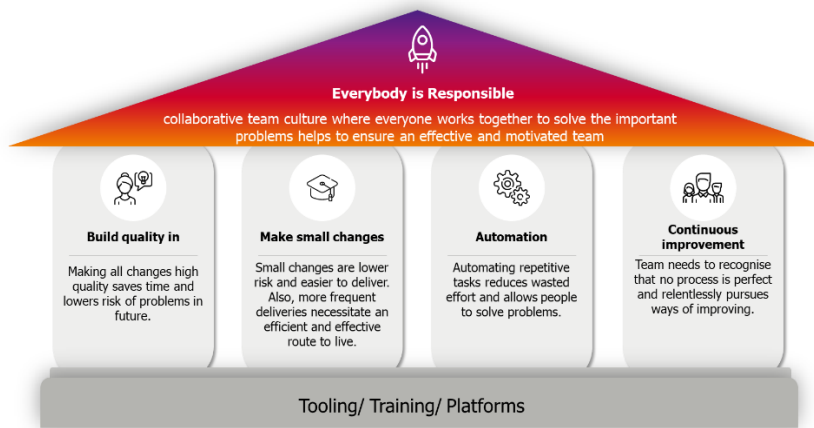 Everybody is Responsible
collaborative team culture where everyone works together to solve the important
problems helps to ensure an effective and motivated team
Build quality in
Making all changes high
quality saves time and
lowers risk of problems in
future.
Make small changes
Small changes are lower
risk and easier to deliver.
Also, more frequent
deliveries necessitate an
efficient and effective
route to live.
Automation
Automating repetitive
tasks reduces wasted
effort and allows people
to solve problems.
Continuous
improvement
Team needs to recognise
that no process is perfect
and relentlessly pursues
ways of improving.
Tooling/ Training/ Platforms